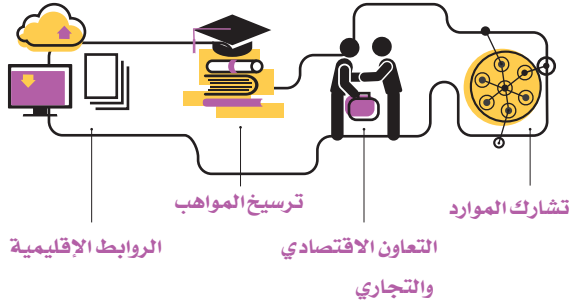 تشارك الموارد
ترسيخ المواهب
التعاون الاقتصادي
والتجاري
الروابط الإقليمية